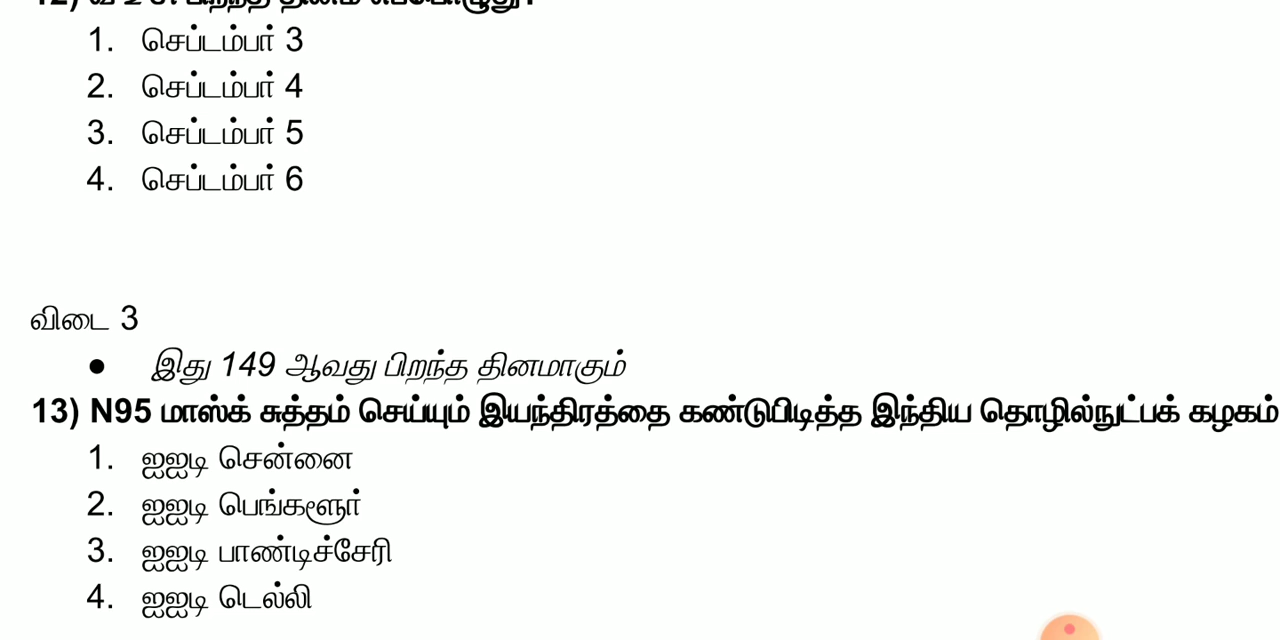 1. செப்டம்பர் 3
2. செப்டம்பர் 4
3. செப்டம்பர் 5
4. செப்டம்பர் 6
விடை 3
● இது 149 ஆவது பிறந்த தினமாகும்
13) N95 மாஸ்க் சுத்தம் செய்யும் இயந்திரத்தை கண்டுபிடித்த இந்திய தொழில்நுட்பக் கழகம்
1. ஐஐடி சென்னை
2. ஐஐடி பெங்களூர்
3. ஐஐடி பாண்டிச்சேரி
4. ஐஐடி டெல்லி